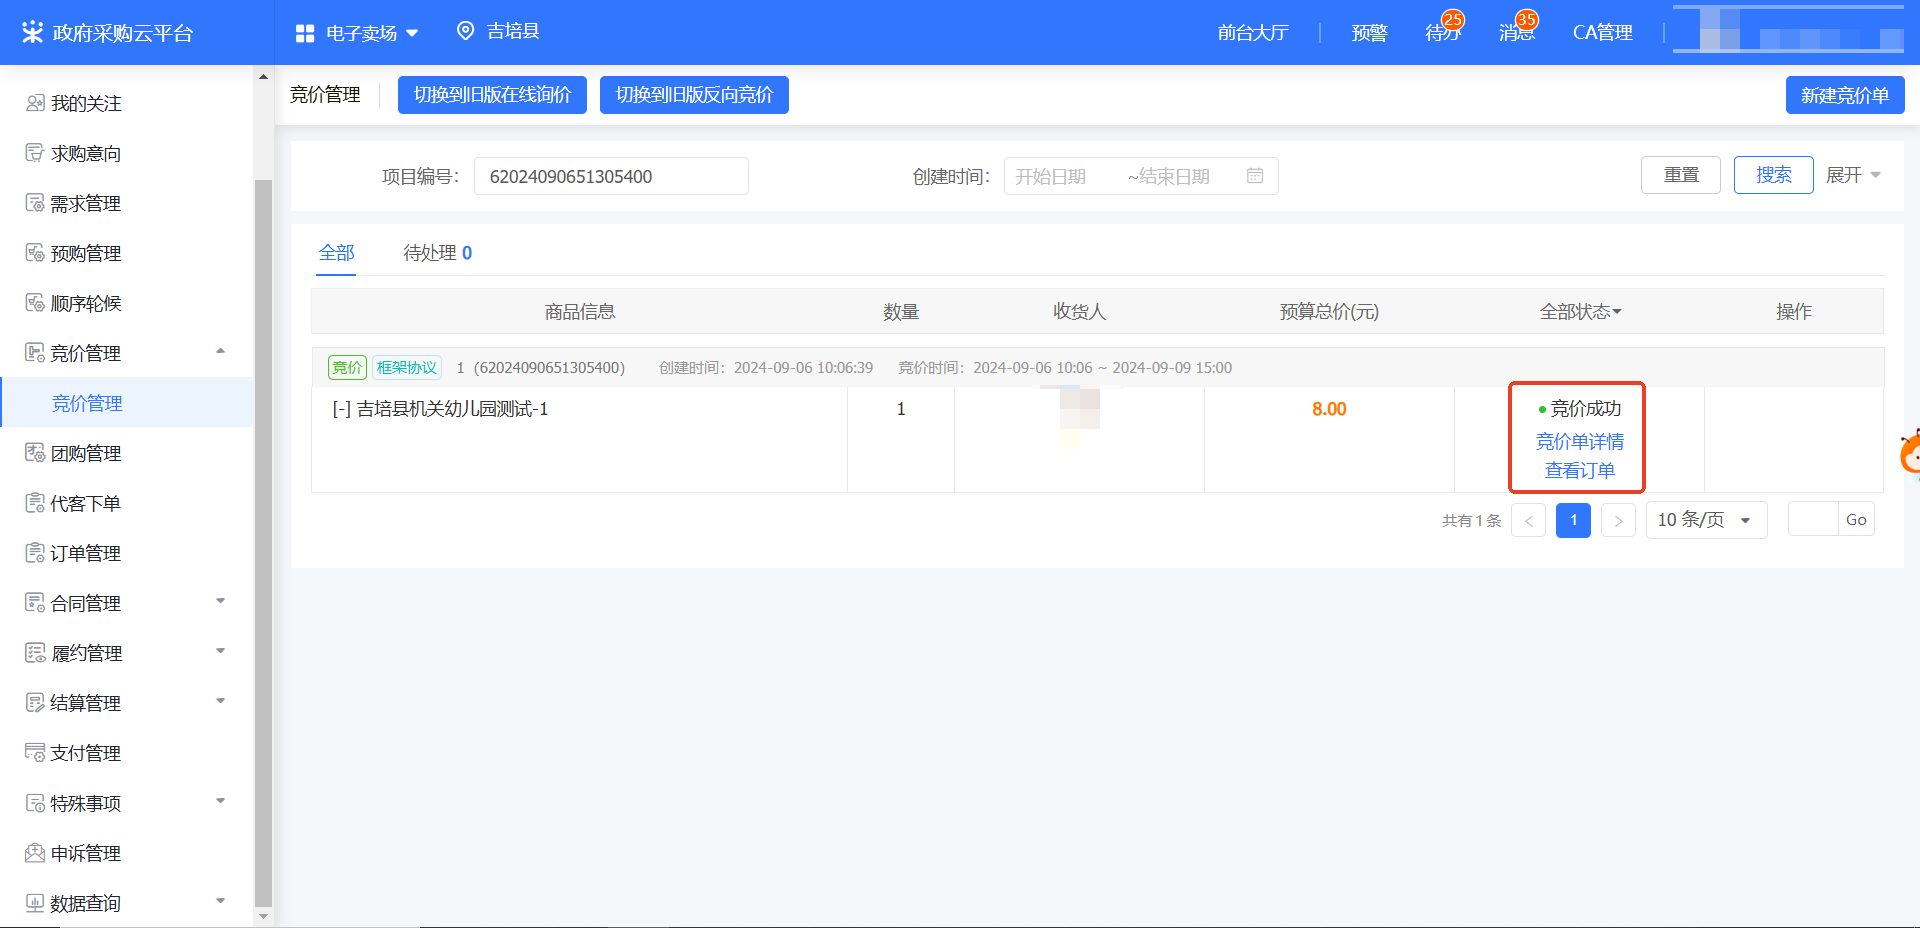 政府采购云平台
电子卖场
吉培县
前台大厅
预警
待办
25
消息
35
CA管理
我的关注
求购意向
需求管理
预购管理
顺序轮候
竞价管理
竞价管理
团购管理
代客下单
订单管理
合同管理
履约管理
结算管理
支付管理
特殊事项
申诉管理
数据查询
竞价管理
切换到旧版在线询价
切换到旧版反向竞价
新建竞价单
项目编号：
62024090651305400
创建时间：
开始日期
~结束日期
重置
搜索
展开
全部
待处理 0
商品信息
数量
收货人
预算总价(元)
全部状态
操作
竞价
框架协议
1（62024090651305400）
创建时间：2024-09-06 10:06:39
竞价时间：2024-09-06 10:06 ~ 2024-09-09 15:00
[-] 吉培县机关幼儿园测试-1
1
8.00
竞价成功
竞价单详情
查看订单
共有 1 条
<
1
>
10 条/页
Go